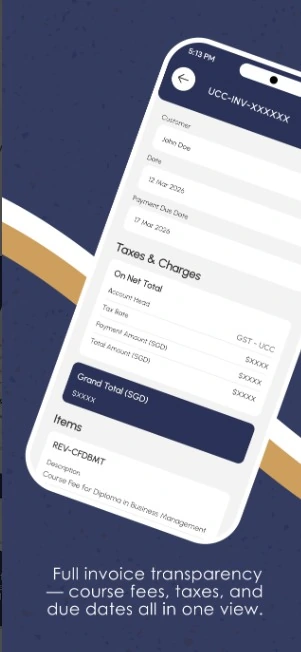 5:13 PM
UCC-INV-XXXXXX
Customer
John Doe
Date
12 Mar 2026
Payment Due Date
17 Mar 2026
Taxes & Charges
On Net Total
Account Head
GST - UCC
Tax Rate
$XXXX
Payment Amount (SGD)
$XXXX
Total Amount (SGD)
$XXXX
Grand Total (SGD)
$XXXX
Items
REV-CFDBMT
Description
Course Fee for Diploma in Business Management
Full invoice transparency
— course fees, taxes, and
due dates all in one view.